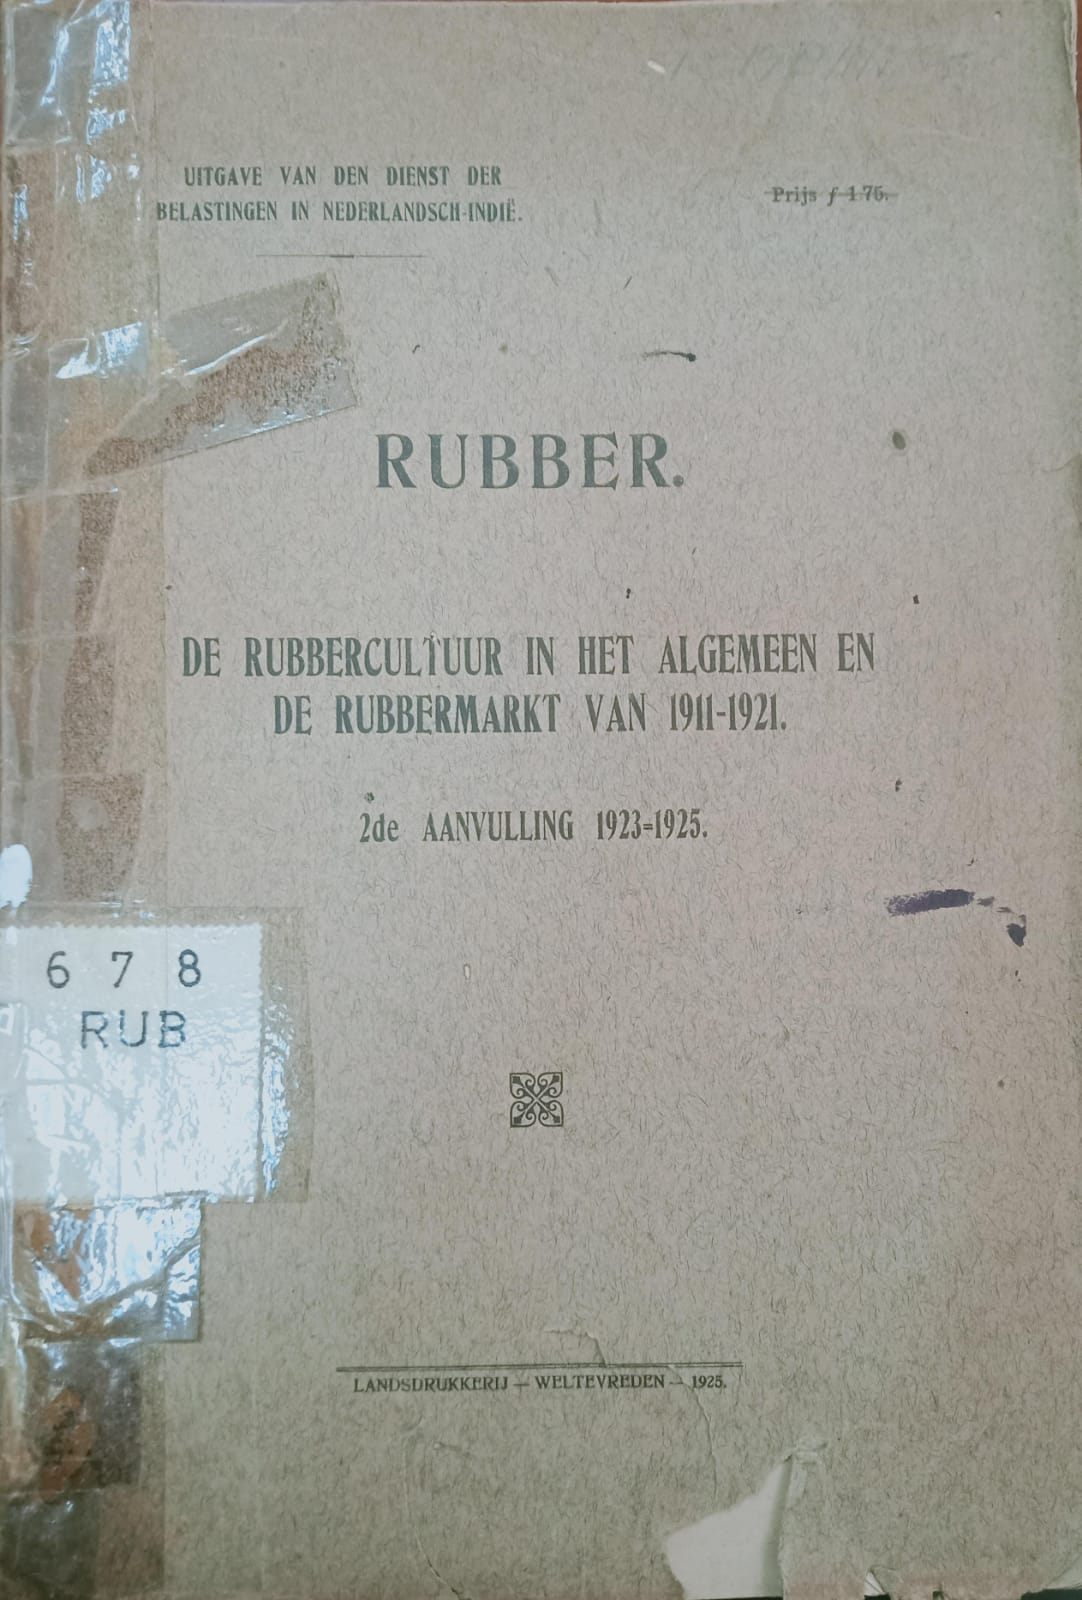 UITGAVE VAN DEN DIENST DER
BELASTINGEN IN NEDERLANDSCH-INDIË.
Prijs f 1 75.
RUBBER.
DE RUBBERCULTUUR IN HET ALGEMEEN EN
DE RUBBERMARKT VAN 1911-1921.
2de AANVULLING 1923=1925.
6 7 8
RUB
LANDSDRUKKERIJ — WELTEVREDEN — 1925.